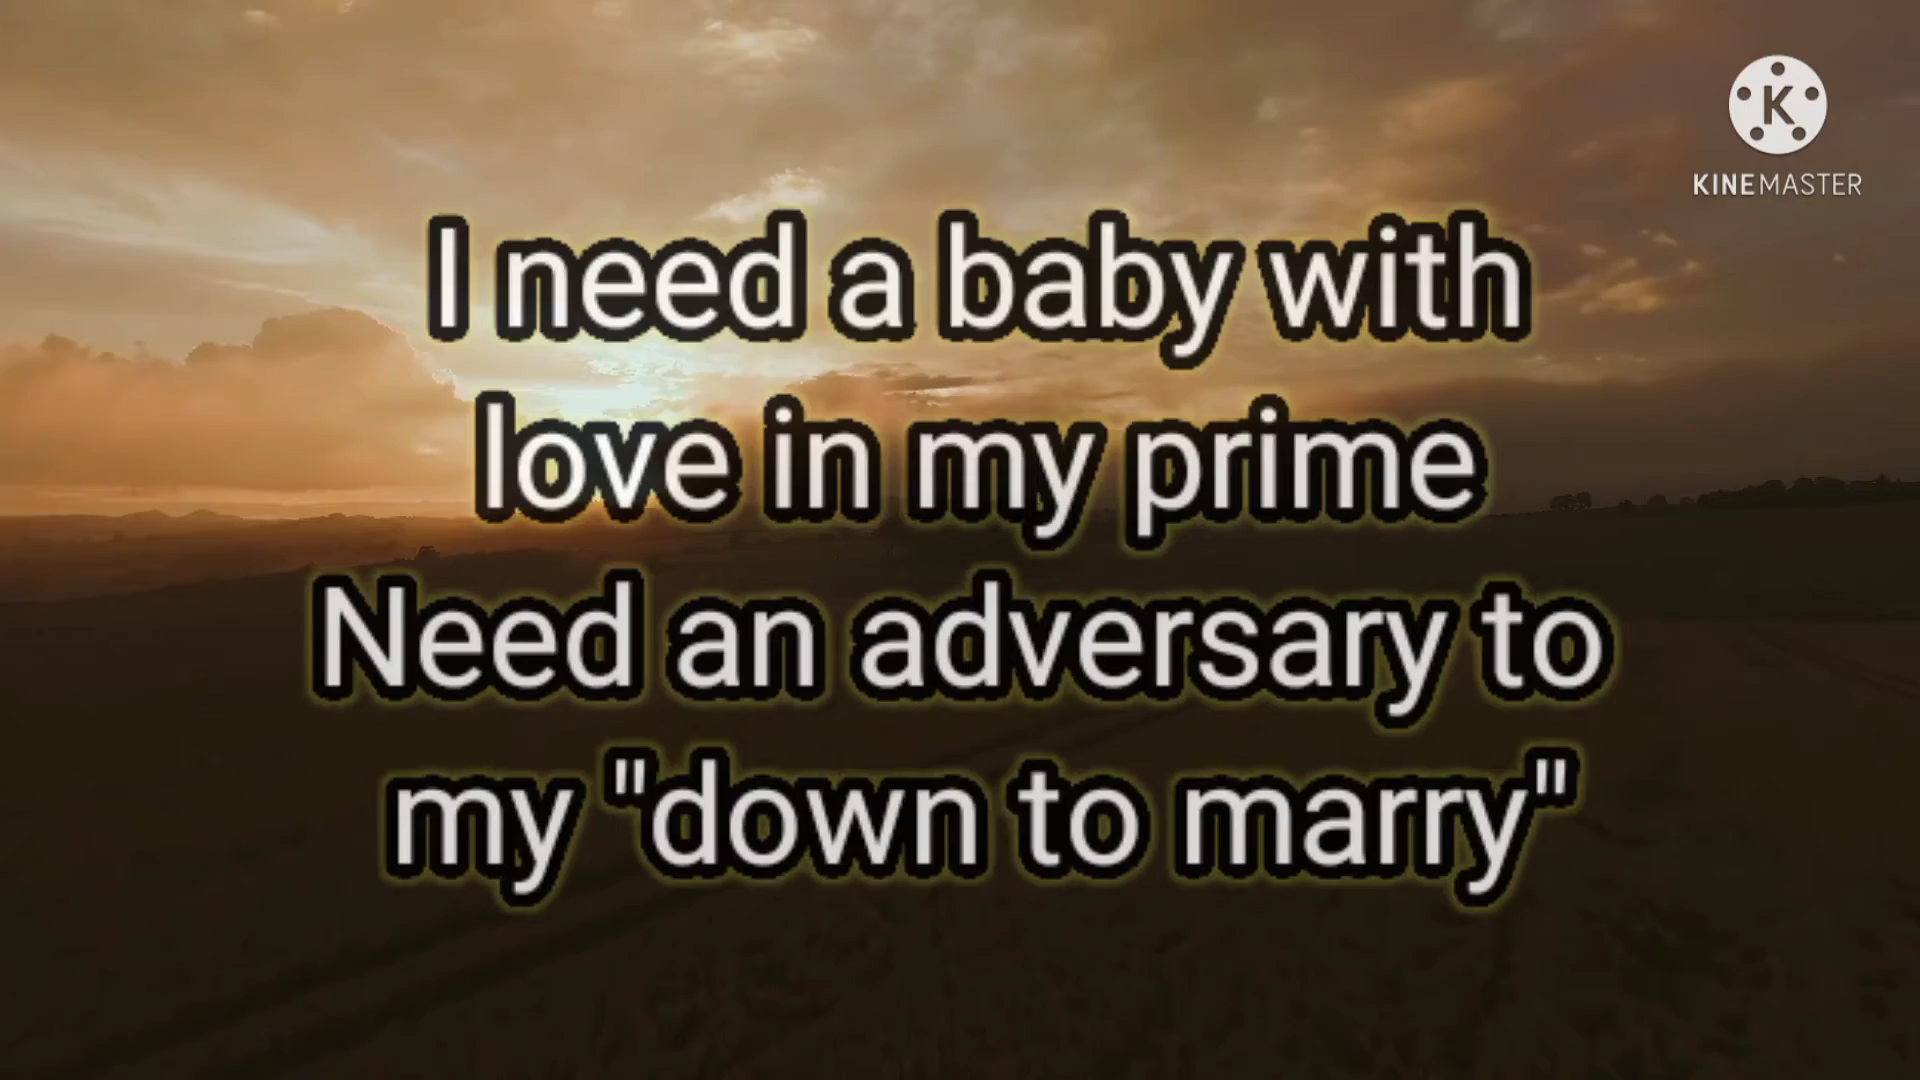 K
KINEMASTER
I need a baby with
love in my prime
Need an adversary to
my "down to marry"